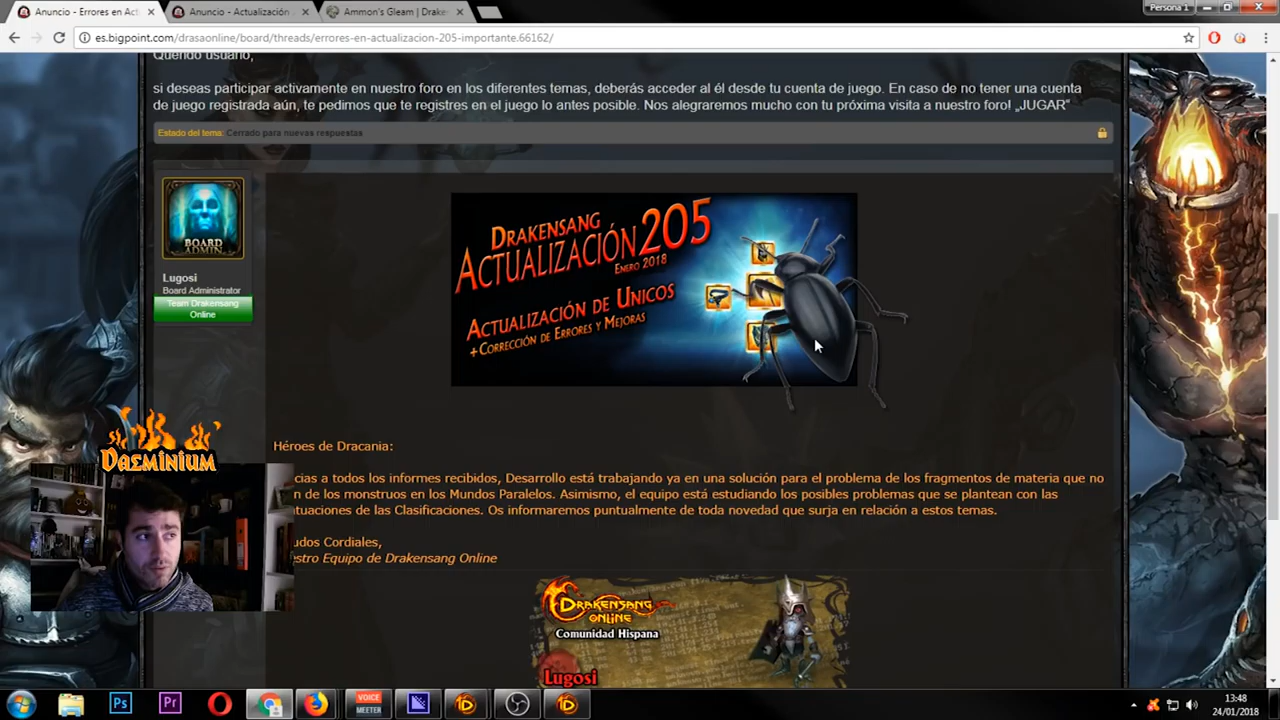 Anuncio - Errores en Act
Anuncio - Actualización
Ammon's Gleam | Drake
Persona 1
es.bigpoint.com/drasaonline/board/threads/errores-en-actualizacion-205-importante.66162/
Querido usuario,
si deseas participar activamente en nuestro foro en los diferentes temas, deberás acceder al él desde tu cuenta de juego. En caso de no tener una cuenta
de juego registrada aún, te pedimos que te registres en el juego lo antes posible. Nos alegraremos mucho con tu próxima visita a nuestro foro! „JUGAR"
Estado del tema: Cerrado para nuevas respuestas
BOARD
ADMIN
Lugosi
Board Administrator
Team Drakensang
Online
DRAKENSANG
ACTUALIZACIÓN 205
ENERO 2018
ACTUALIZACIÓN DE UNICOS
+ CORRECCIÓN DE ERRORES Y MEJORAS
Héroes de Dracania:
cias a todos los informes recibidos, Desarrollo está trabajando ya en una solución para el problema de los fragmentos de materia que no
n de los monstruos en los Mundos Paralelos. Asimismo, el equipo está estudiando los posibles problemas que se plantean con las
ntuaciones de las Clasificaciones. Os informaremos puntualmente de toda novedad que surja en relación a estos temas.
udos Cordiales,
estro Equipo de Drakensang Online
DAEMINIUM
DRAKENSANG
ONLINE
Comunidad Hispana
Lugosi
Ps
Pr
VOICE
MEETER
13:48
24/01/2018